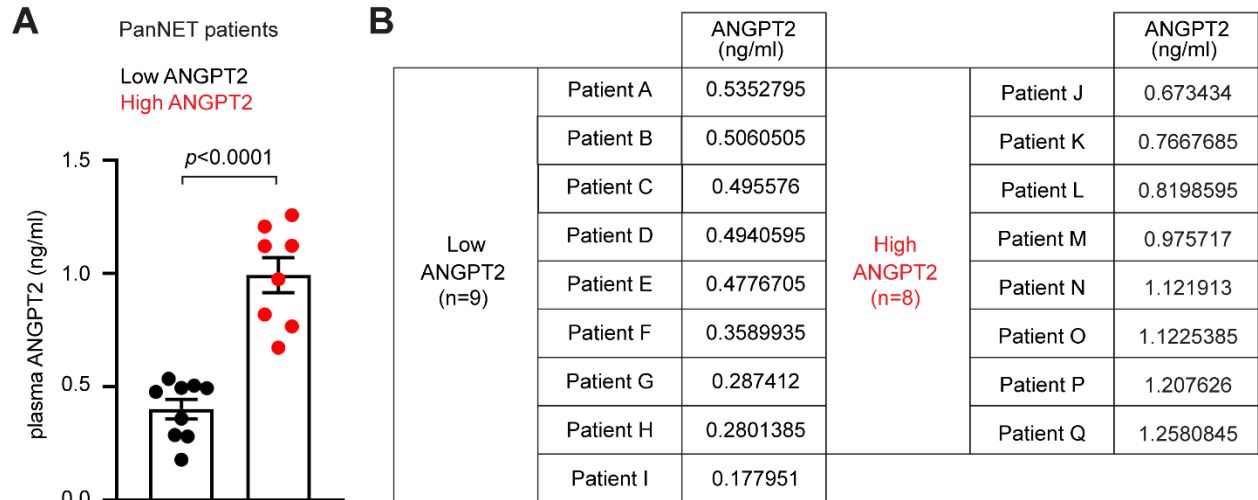 A
PanNET patients
Low ANGPT2
High ANGPT2
p<0.0001
1.5
1.0
0.5
0.0
plasma ANGPT2 (ng/ml)
B
ANGPT2
(ng/ml)
Low
ANGPT2
(n=9)
Patient A 0.5352795
Patient B 0.5060505
Patient C 0.495576
Patient D 0.4940595
Patient E 0.4776705
Patient F 0.3589935
Patient G 0.287412
Patient H 0.2801385
Patient I 0.177951
ANGPT2
(ng/ml)
High
ANGPT2
(n=8)
Patient J 0.673434
Patient K 0.7667685
Patient L 0.8198595
Patient M 0.975717
Patient N 1.121913
Patient O 1.1225385
Patient P 1.207626
Patient Q 1.2580845